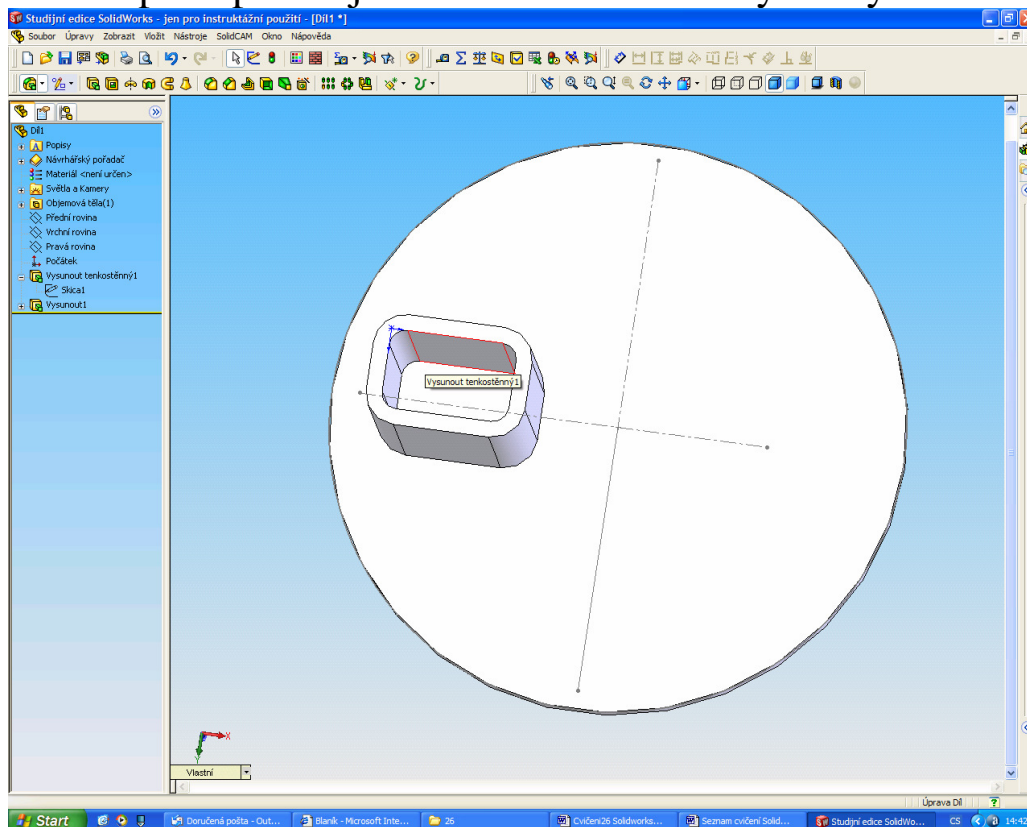 Studijní edice SolidWorks - jen pro instruktážní použití - [Díl1 *]
Soubor Úpravy Zobrazit Vložit Nástroje SolidCAM Okno Nápověda
Díl1
Popisy
Návrhářský pořadač
Materiál <není určen>
Světla a Kamery
Objemová těla(1)
Přední rovina
Vrchní rovina
Pravá rovina
Počátek
Vysunout tenkostěnný1
Skica1
Vysunout1
Vysunout tenkostěnný1
X
Y
Vlastní
Úprava Díl
Start
Doručená pošta - Out...
Blaník - Microsoft Inte...
26
Cvičení26 Solidworks...
Seznam cvičení Solid...
Studijní edice SolidWo...
CS
14:42